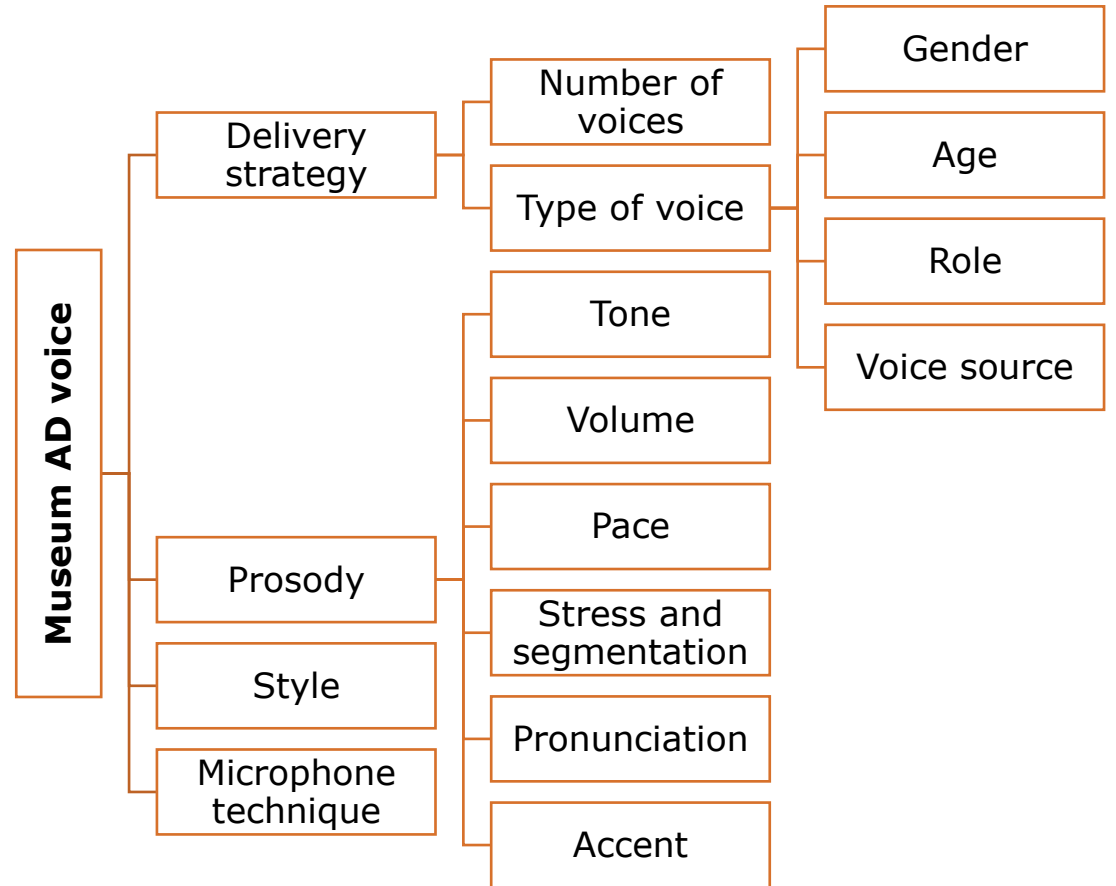 Museum AD voice
Delivery
strategy
Number of
voices
Type of voice
Gender
Age
Role
Voice source
Prosody
Tone
Volume
Pace
Stress and
segmentation
Pronunciation
Accent
Style
Microphone
technique